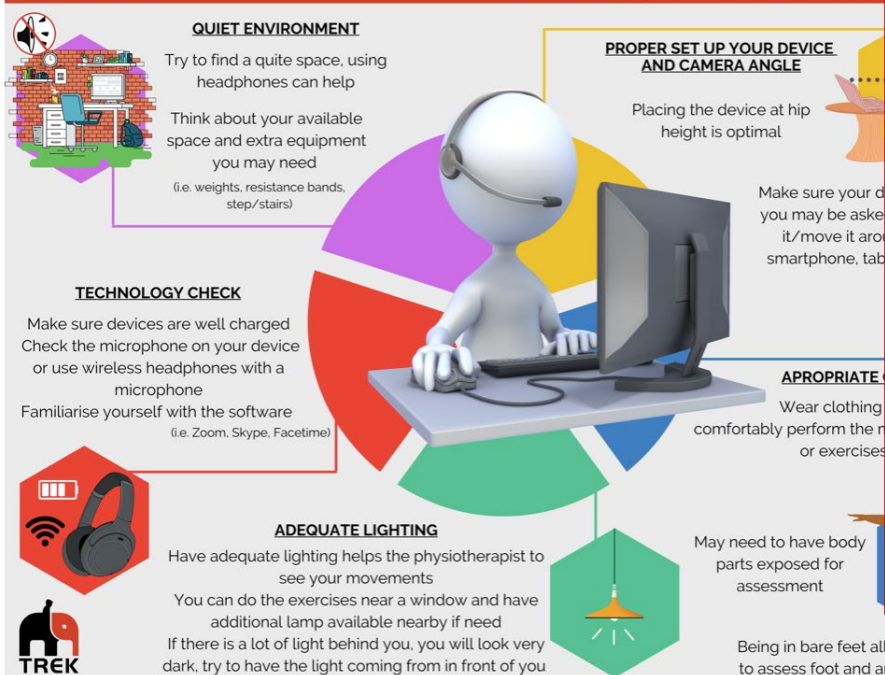 QUIET ENVIRONMENT
Try to find a quite space, using
headphones can help
Think about your available
space and extra equipment
you may need
(i.e. weights, resistance bands,
step/stairs)
PROPER SET UP YOUR DEVICE
AND CAMERA ANGLE
Placing the device at hip
height is optimal
Make sure your
you may be aske
it/move it
smartphone,
TECHNOLOGY CHECK
Make sure devices are well charged
Check the microphone on your device
or use wireless headphones with a
microphone
Familiarise yourself with the software
(i.e. Zoom, Skype, Facetime)
APROPRIATE
Wear clothing
comfortably perform the
or exercises
May need to have body
parts exposed for
assessment
Being in bare feet
to assess foot and
ADEQUATE LIGHTING
Have adequate lighting helps the physiotherapist to
see your movements
You can do the exercises near a window and have
additional lamp available nearby if need
If there is a lot of light behind you, you will look very
dark, try to have the light coming from in front of you
TREK